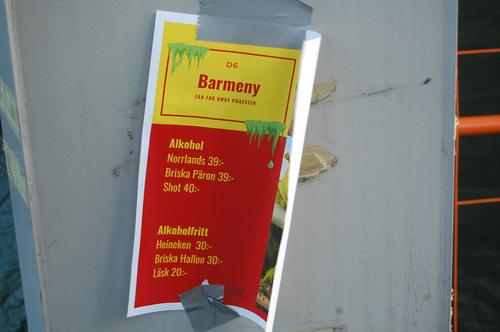 D6
Barmeny
FAR FAR AWAY PHAESTEN
Alkohol
Norrlands 39:-
Briska Päron 39:-
Shot 40:-
Alkoholfritt
Heineken 30:-
Briska Hallon 30:-
Läsk 20:-